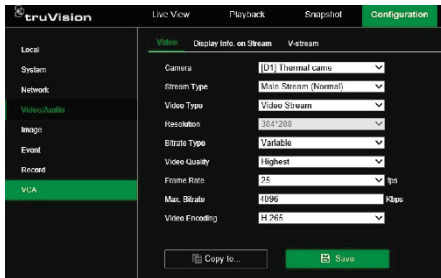 truVision
Live View Playback Snapshot Configuration
Local
System
Network
Video/Audio
Image
Event
Record
VCA
Video Display Info. on Stream V-stream
Camera [D1] Thermal came
Stream Type Main Stream (Normal)
Video Type Video Stream
Resolution 384*288
Bitrate Type Variable
Video Quality Highest
Frame Rate 25 fps
Max. Bitrate 4096 Kbps
Video Encoding H.265
Copy to... Save